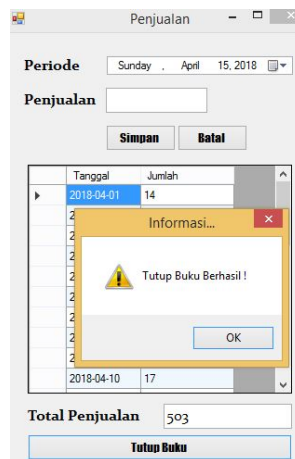 Penjualan
Periode Sunday , April 15, 2018
Penjualan
Simpan Batal
Tanggal Jumlah
2018-04-01 14
Informasi...
Tutup Buku Berhasil !
OK
2018-04-10 17
Total Penjualan 503
Tutup Buku